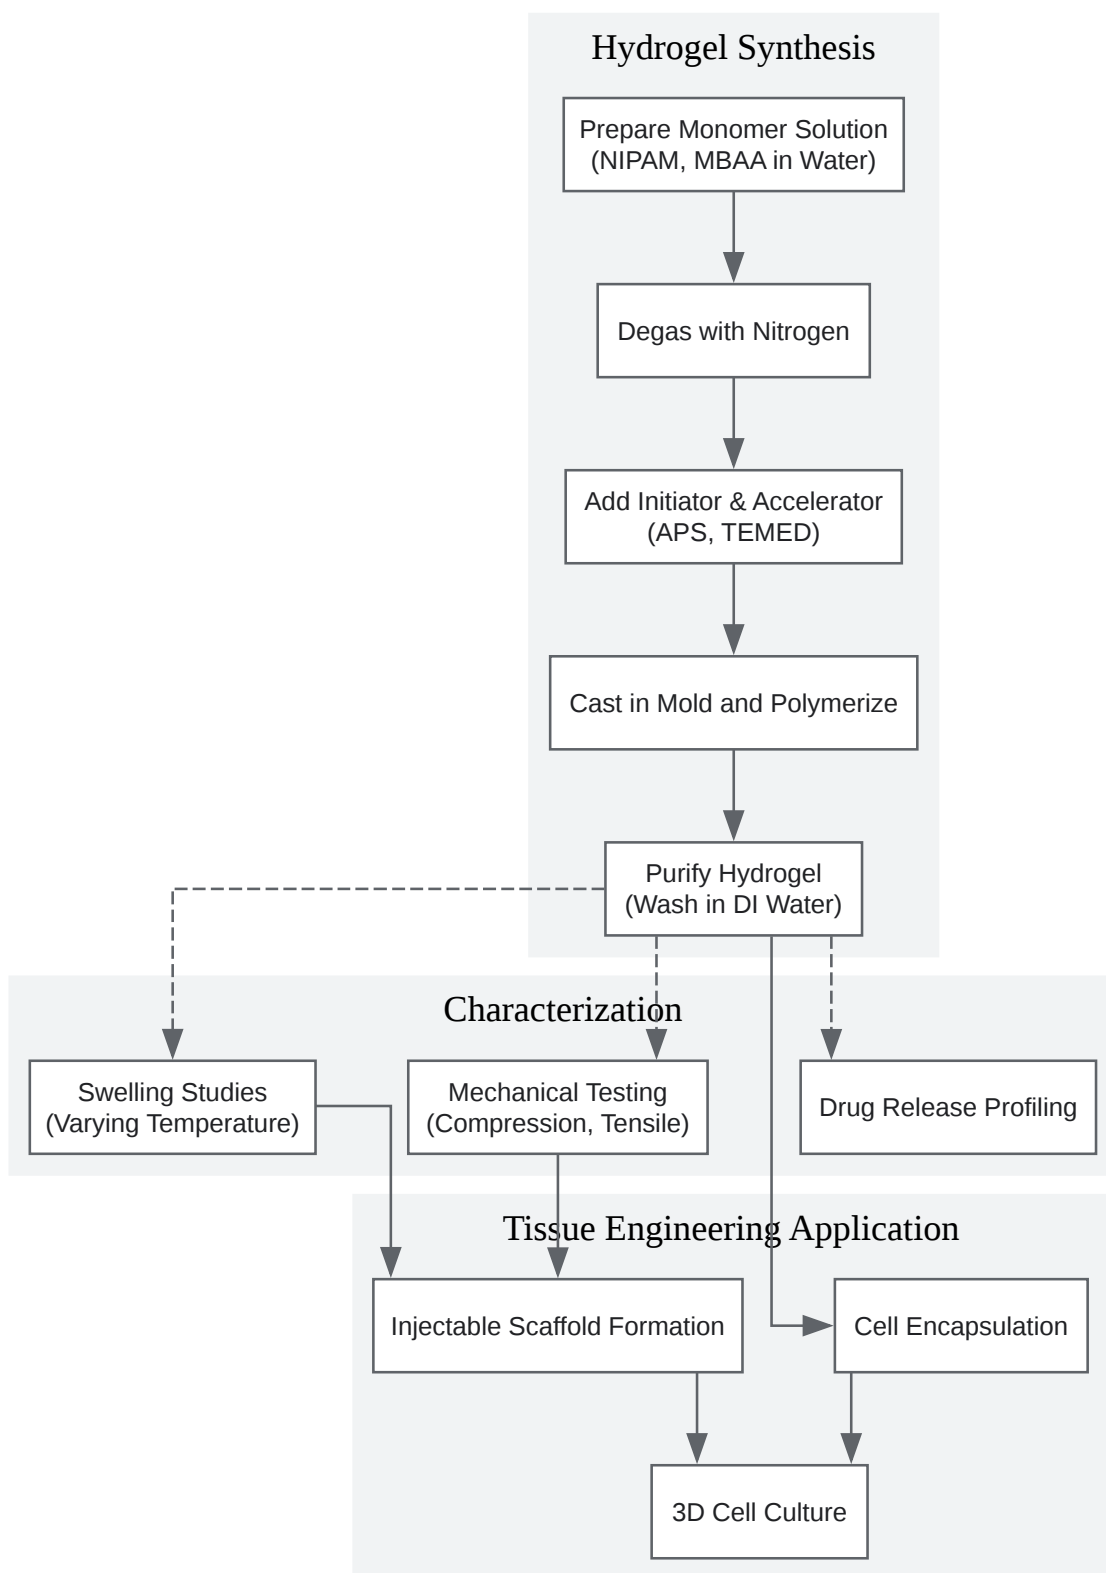 Hydrogel Synthesis
Prepare Monomer Solution
(NIPAM, MBAA in Water)
Degas with Nitrogen
Add Initiator & Accelerator
(APS, TEMED)
Cast in Mold and Polymerize
Purify Hydrogel
(Wash in DI Water)
Characterization
Swelling Studies
(Varying Temperature)
Mechanical Testing
(Compression, Tensile)
Drug Release Profiling
Tissue Engineering Application
Injectable Scaffold Formation
Cell Encapsulation
3D Cell Culture